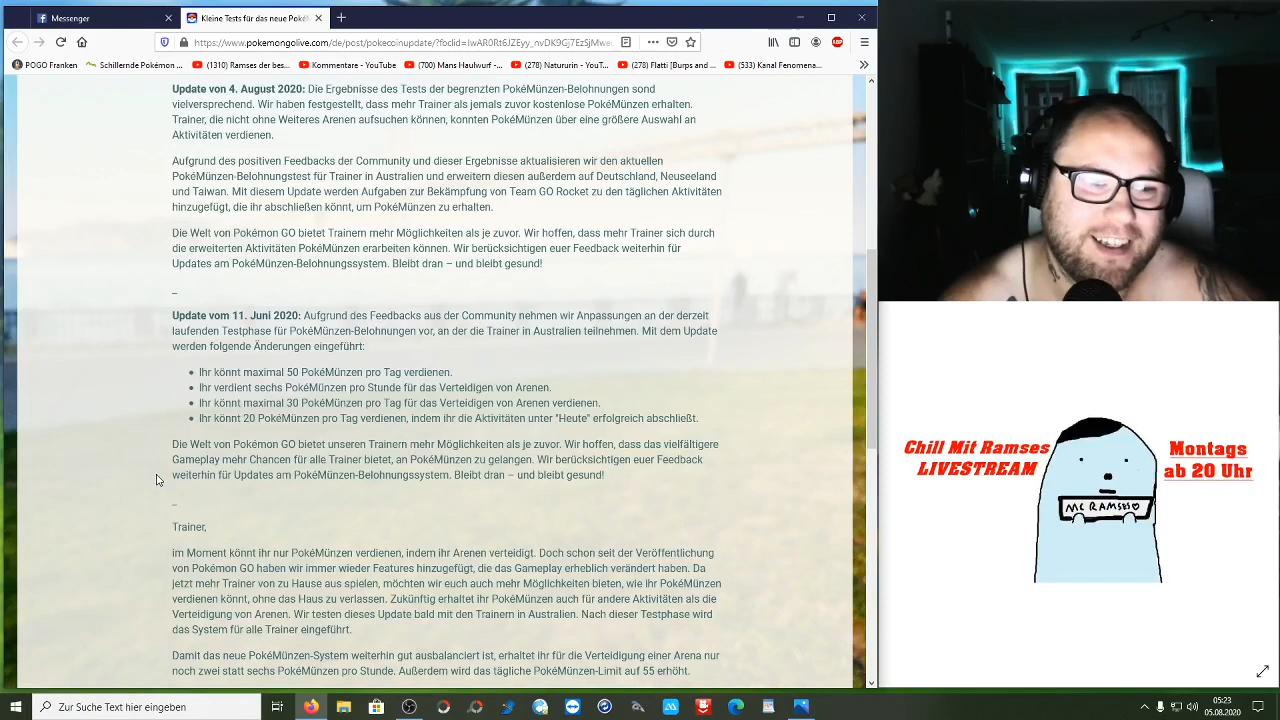 Messenger
Kleine Tests für das neue Poké
https://www.pokemongolive.com/de/post/pokecoinupdate/?fbclid=IwAR0Rt6JZEyy_nvDK9Gj7EzSjMwei
POGO Franken
Schillernde Pokémon ...
(1310) Ramses der bes...
Kommentare - YouTube
(700) Mans Haulwurf -...
(278) Natururin - YouT...
(278) Flatti [Burps and ...
(533) Kanal Fenomena...
ABP
Update von 4. August 2020: Die Ergebnisse des Tests der begrenzten PokéMünzen-Belohnungen sond
vielversprechend. Wir haben festgestellt, dass mehr Trainer als jemals zuvor kostenlose PokéMünzen erhalten.
Trainer, die nicht ohne Weiteres Arenen aufsuchen können, konnten PokéMünzen über eine größere Auswahl an
Aktivitäten verdienen.
Aufgrund des positiven Feedbacks der Community und dieser Ergebnisse aktualisieren wir den aktuellen
PokéMünzen-Belohnungstest für Trainer in Australien und erweitern diesen außerdem auf Deutschland, Neuseeland
und Taiwan. Mit diesem Update werden Aufgaben zur Bekämpfung von Team GO Rocket zu den täglichen Aktivitäten
hinzugefügt, die ihr abschließen könnt, um PokéMünzen zu erhalten.
Die Welt von Pokémon GO bietet Trainern mehr Möglichkeiten als je zuvor. Wir hoffen, dass mehr Trainer sich durch
die erweiterten Aktivitäten PokéMünzen erarbeiten können. Wir berücksichtigen euer Feedback weiterhin für
Updates am PokéMünzen-Belohnungssystem. Bleibt dran – und bleibt gesund!
_
Update vom 11. Juni 2020: Aufgrund des Feedbacks aus der Community nehmen wir Anpassungen an der derzeit
laufenden Testphase für PokéMünzen-Belohnungen vor, an der die Trainer in Australien teilnehmen. Mit dem Update
werden folgende Änderungen eingeführt:
• Ihr könnt maximal 50 PokéMünzen pro Tag verdienen.
• Ihr verdient sechs PokéMünzen pro Stunde für das Verteidigen von Arenen.
• Ihr könnt maximal 30 PokéMünzen pro Tag für das Verteidigen von Arenen verdienen.
• Ihr könnt 20 PokéMünzen pro Tag verdienen, indem ihr die Aktivitäten unter "Heute" erfolgreich abschließt.
Die Welt von Pokémon GO bietet unseren Trainern mehr Möglichkeiten als je zuvor. Wir hoffen, dass das vielfältigere
Gameplay mehr Chancen für alle Trainer bietet, an PokéMünzen zu gelangen. Wir berücksichtigen euer Feedback
weiterhin für Updates am PokéMünzen-Belohnungssystem. Bleibt dran – und bleibt gesund!
_
Trainer,
im Moment könnt ihr nur PokéMünzen verdienen, indem ihr Arenen verteidigt. Doch schon seit der Veröffentlichung
von Pokémon GO haben wir immer wieder Features hinzugefügt, die das Gameplay erheblich verändert haben. Da
jetzt mehr Trainer von zu Hause aus spielen, möchten wir euch auch mehr Möglichkeiten bieten, wie ihr PokéMünzen
verdienen könnt, ohne das Haus zu verlassen. Zukünftig erhaltet ihr PokéMünzen auch für andere Aktivitäten als die
Verteidigung von Arenen. Wir testen dieses Update bald mit den Trainern in Australien. Nach dieser Testphase wird
das System für alle Trainer eingeführt.
Damit das neue PokéMünzen-System weiterhin gut ausbalanciert ist, erhaltet ihr für die Verteidigung einer Arena nur
noch zwei statt sechs PokéMünzen pro Stunde. Außerdem wird das tägliche PokéMünzen-Limit auf 55 erhöht.
Chill Mit Ramses
LIVESTREAM
Montags
ab 20 Uhr
MC RAMSES
Zur Suche Text hier eingeben
05:23
05.08.2020